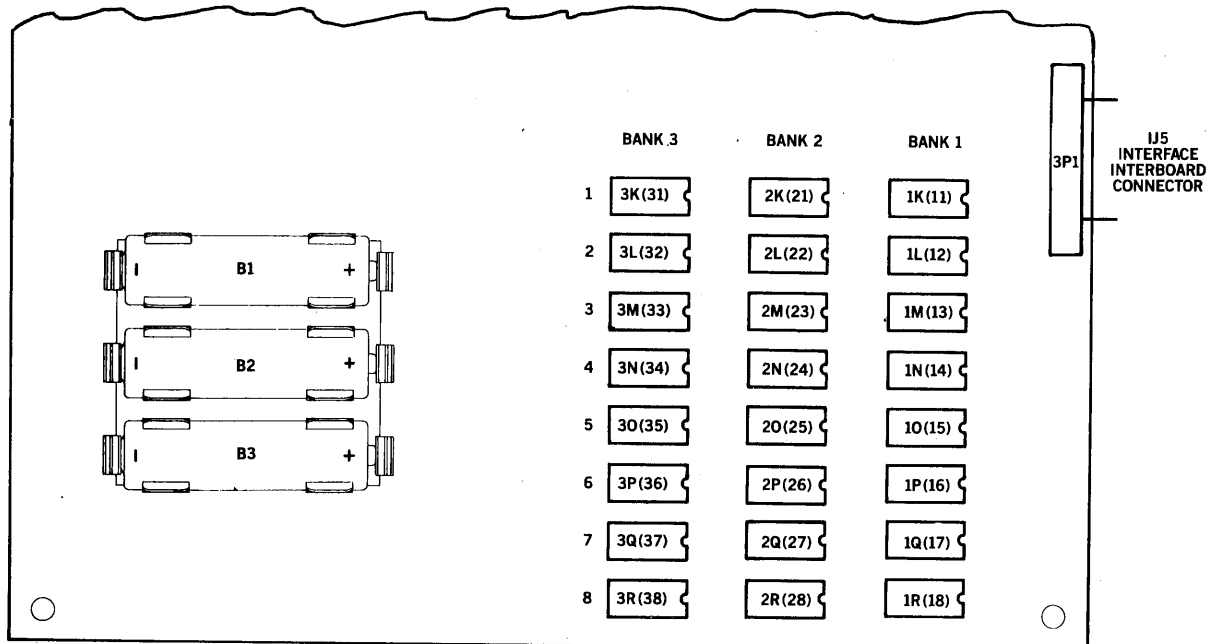 BANK 3 BANK 2 BANK 1
3P1
IJ5
INTERFACE
INTERBOARD
CONNECTOR
1 3K(31) 2K(21) 1K(11)
2 3L(32) 2L(22) 1L(12)
3 3M(33) 2M(23) 1M(13)
4 3N(34) 2N(24) 1N(14)
5 3O(35) 2O(25) 1O(15)
6 3P(36) 2P(26) 1P(16)
7 3Q(37) 2Q(27) 1Q(17)
8 3R(38) 2R(28) 1R(18)
- B1 +
- B2 +
- B3 +